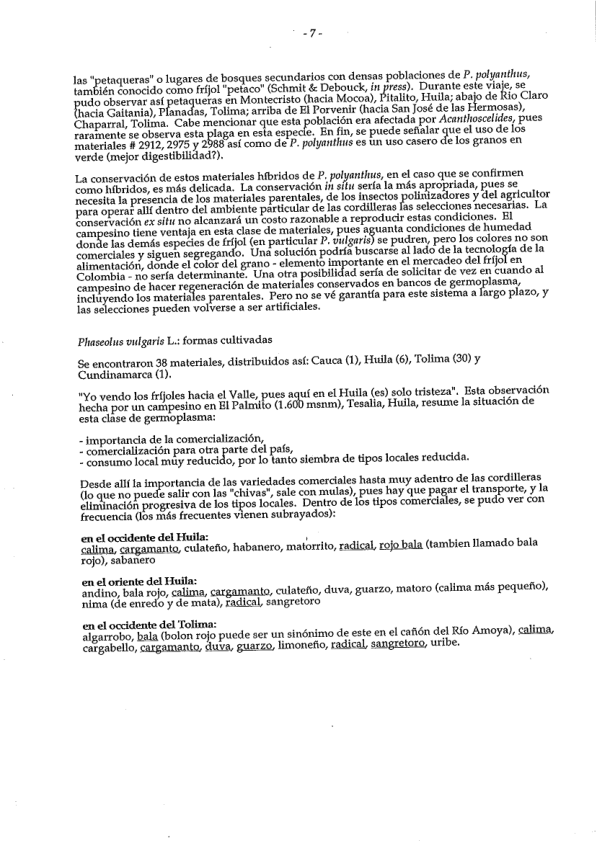 - 7 -
las "petaqueras" o lugares de bosques secundarios con densas poblaciones de P. polyanthus,
también conocido como fríjol "petaco" (Schmit & Debouck, in press). Durante este viaje, se
pudo observar así petaqueras en Montecristo (hacia Mocoa), Pitalito, Huila; abajo de Rio Claro
(hacia Gaitania), Planadas, Tolima; arriba de El Porvenir (hacia San José de las Hermosas),
Chaparral, Tolima. Cabe mencionar que esta población era afectada por Acanthoscelides, pues
raramente se observa esta plaga en esta especie. En fin, se puede señalar que el uso de los
materiales # 2912, 2975 y 2988 así como de P. polyanthus es un uso casero de los granos en
verde (mejor digestibilidad?).
La conservación de estos materiales híbridos de P. polyanthus, en el caso que se confirmen
como híbridos, es más delicada. La conservación in situ sería la más apropriada, pues se
necesita la presencia de los materiales parentales, de los insectos polinizadores y del agricultor
para operar allí dentro del ambiente particular de las cordilleras las selecciones necesarias. La
conservación ex situ no alcanzará un costo razonable a reproducir estas condiciones. El
campesino tiene ventaja en esta clase de materiales, pues aguanta condiciones de humedad
donde las demás especies de fríjol (en particular P. vulgaris) se pudren, pero los colores no son
comerciales y siguen segregando. Una solución podría buscarse al lado de la tecnología de la
alimentación, donde el color del grano - elemento importante en el mercadeo del fríjol en
Colombia - no sería determinante. Una otra posibilidad sería de solicitar de vez en cuando al
campesino de hacer regeneración de materiales conservados en bancos de germoplasma,
incluyendo los materiales parentales. Pero no se vé garantía para este sistema a largo plazo, y
las selecciones pueden volverse a ser artificiales.
Phaseolus vulgaris L.: formas cultivadas
Se encontraron 38 materiales, distribuidos así: Cauca (1), Huila (6), Tolima (30) y
Cundinamarca (1).
"Yo vendo los fríjoles hacia el Valle, pues aquí en el Huila (es) solo tristeza". Esta observación
hecha por un campesino en El Palmito (1.600 msnm), Tesalia, Huila, resume la situación de
esta clase de germoplasma:
- importancia de la comercialización,
- comercialización para otra parte del país,
- consumo local muy reducido, por lo tanto siembra de tipos locales reducida.
Desde allí la importancia de las variedades comerciales hasta muy adentro de las cordilleras
(lo que no puede salir con las "chivas", sale con mulas), pues hay que pagar el transporte, y la
eliminación progresiva de los tipos locales. Dentro de los tipos comerciales, se pudo ver con
frecuencia (los más frecuentes vienen subrayados):
en el occidente del Huila:
calima, cargamanto, culateño, habanero, matorrito, radical, rojo bala (tambien llamado bala
rojo), sabanero
en el oriente del Huila:
andino, bala rojo, calima, cargamanto, culateño, duva, guarzo, matoro (calima más pequeño),
nima (de enredo y de mata), radical, sangretoro
en el occidente del Tolima:
algarrobo, bala (bolon rojo puede ser un sinónimo de este en el cañón del Río Amoya), calima,
cargabello, cargamanto, duva, guarzo, limoneño, radical, sangretoro, uribe.